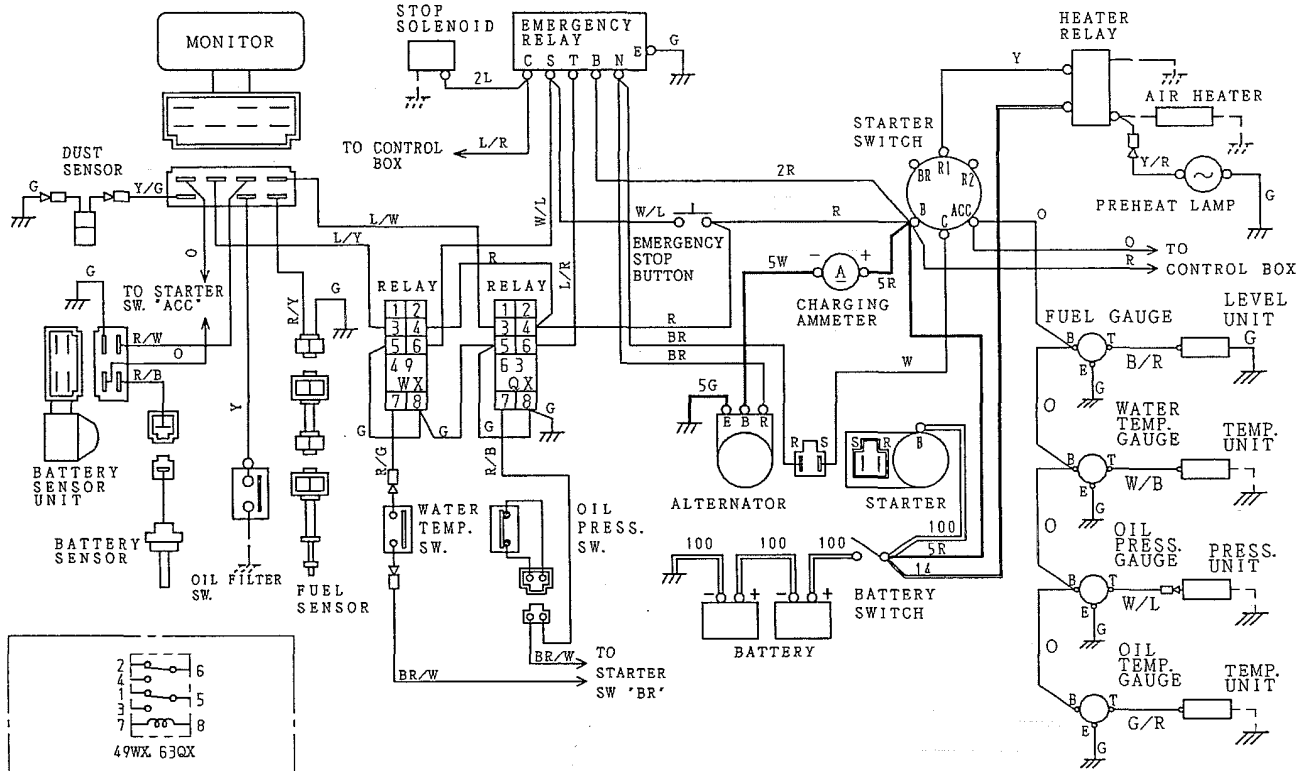 MONITOR
STOP
SOLENOID
EMERGENCY
RELAY
E
G
C S T B N
2L
L/R
TO CONTROL
BOX
HEATER
RELAY
Y
AIR HEATER
Y/R
G
PREHEAT LAMP
STARTER
SWITCH
BR R1 R2
B C ACC
2R
O
O
R
TO
CONTROL BOX
DUST
SENSOR
G
Y/G
L/W
L/Y
W/L
W/L
R
EMERGENCY
STOP
BUTTON
L/R
5W
- A +
5R
CHARGING
AMMETER
O
TO STARTER
SW. "ACC"
G
R/W
O
R/B
R/Y
G
Y
R
RELAY
1 2
3 4
5 6
49
WX
7 8
RELAY
1 2
3 4
5 6
63
QX
7 8
R
BR
BR
W
G
G
G
G
R/G
R/B
BATTERY
SENSOR
UNIT
BATTERY
SENSOR
OIL FILTER
SW.
FUEL
SENSOR
WATER
TEMP.
SW.
OIL
PRESS.
SW.
BR/W
BR/W
TO
STARTER
SW "BR"
5G
E B R
ALTERNATOR
R S
S R
B
STARTER
100
100
100
100
5R
14
- +
- +
BATTERY
BATTERY
SWITCH
FUEL GAUGE
LEVEL
UNIT
B T
E
G
B/R
G
O
WATER
TEMP.
GAUGE
TEMP.
UNIT
B T
E
G
W/B
O
OIL
PRESS.
GAUGE
PRESS.
UNIT
B T
E
G
W/L
O
OIL
TEMP.
GAUGE
TEMP.
UNIT
B T
E
G
G/R
2 6
4
1 5
3
7 8
49WX. 63QX